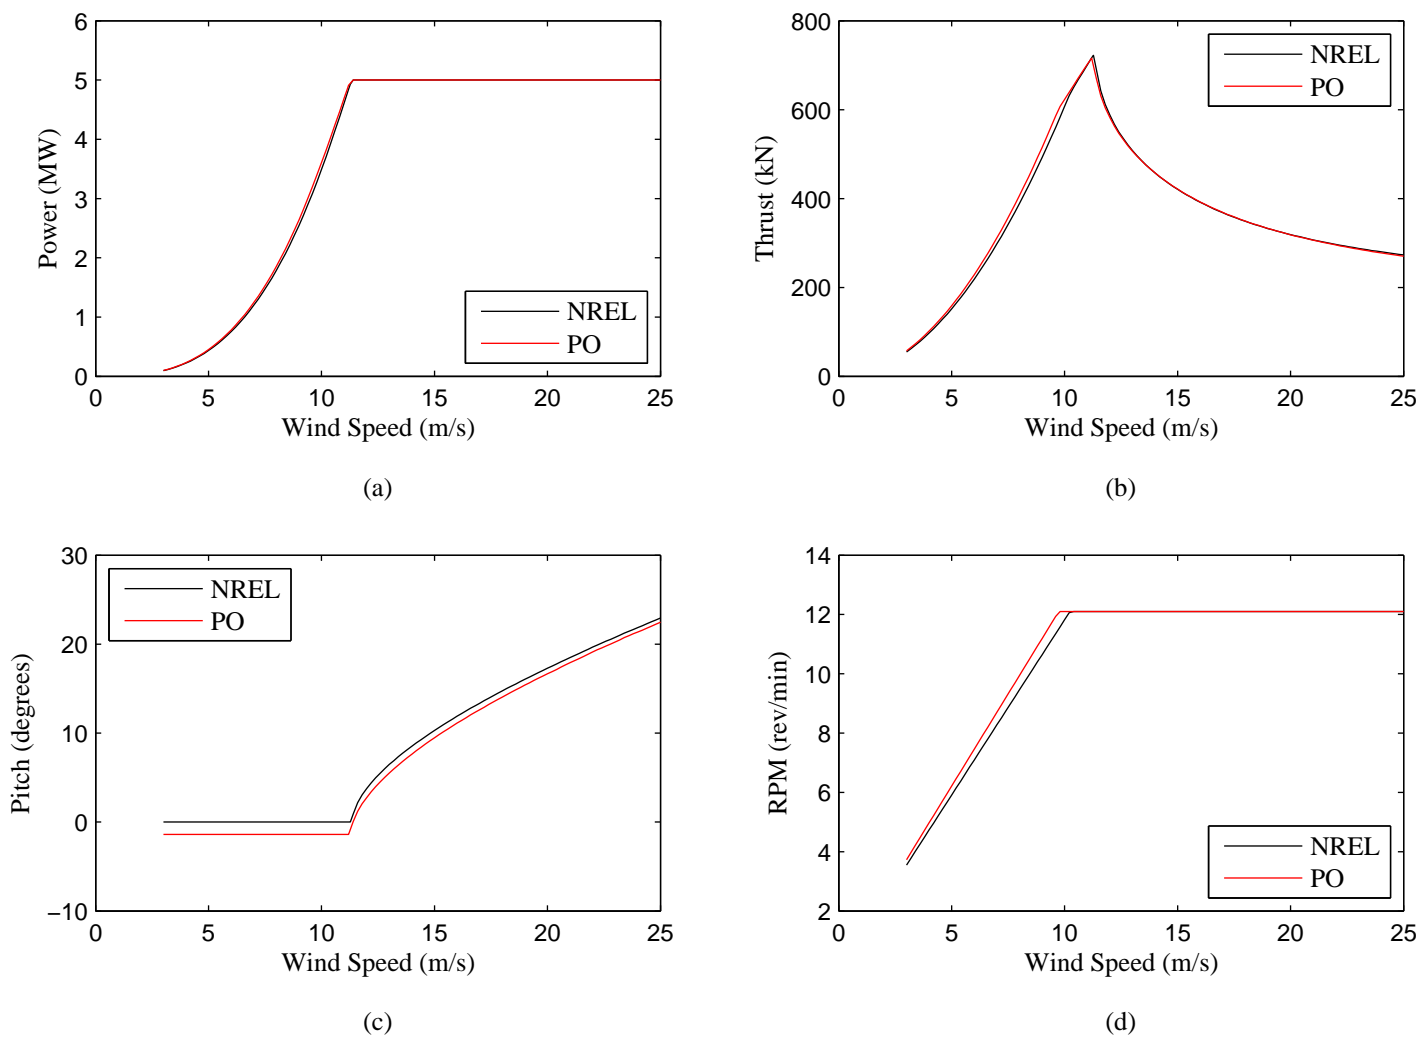 6
5
4
3
2
1
0
Power (MW)
NREL
PO
0 5 10 15 20 25
Wind Speed (m/s)
(a)
800
600
400
200
0
Thrust (kN)
NREL
PO
0 5 10 15 20 25
Wind Speed (m/s)
(b)
30
20
10
0
−10
Pitch (degrees)
NREL
PO
0 5 10 15 20 25
Wind Speed (m/s)
(c)
14
12
10
8
6
4
2
RPM (rev/min)
NREL
PO
0 5 10 15 20 25
Wind Speed (m/s)
(d)